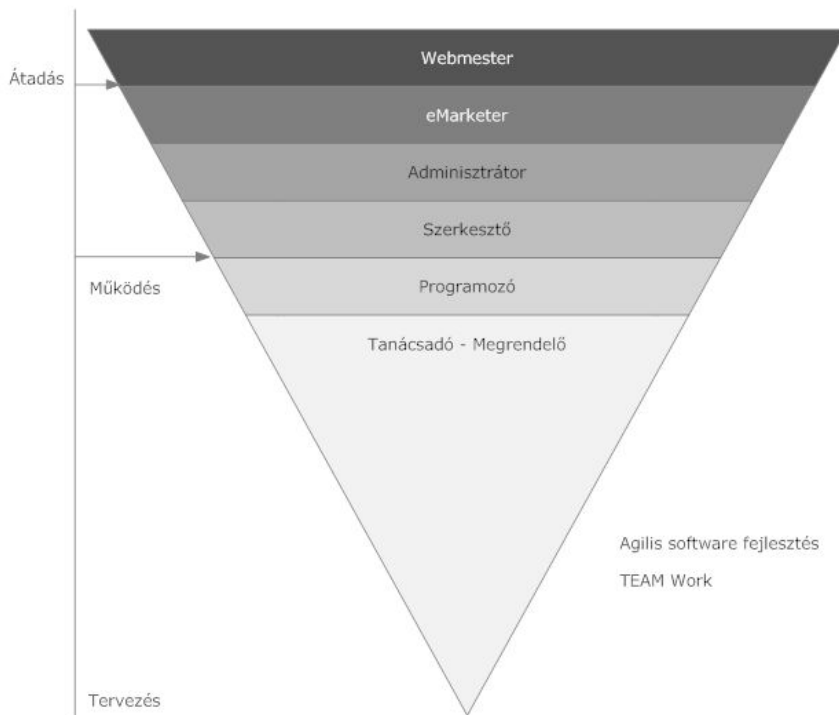 Webmester
Átadás
eMarketer
Adminisztrátor
Szerkesztő
Működés
Programozó
Tanácsadó - Megrendelő
Agilis software fejlesztés
TEAM Work
Tervezés